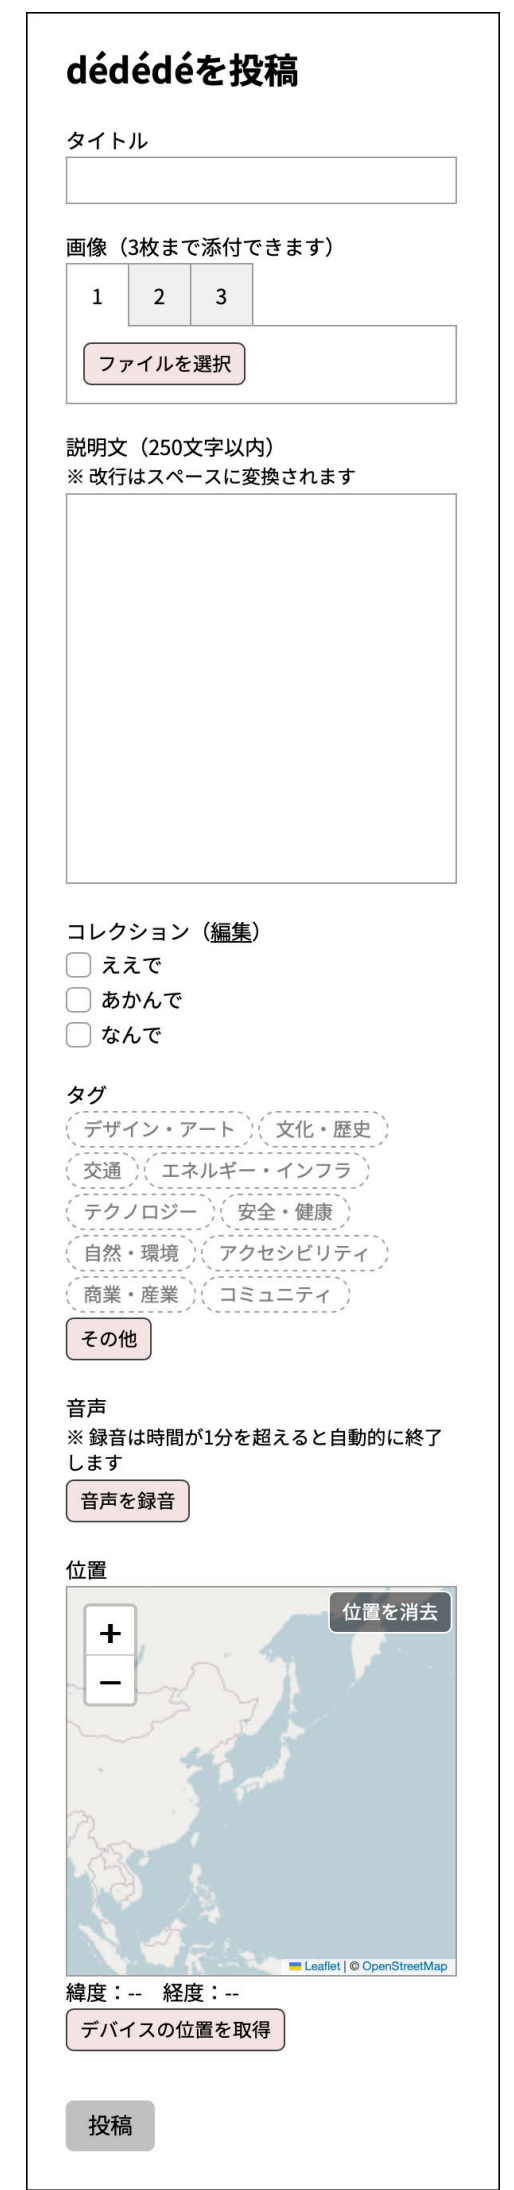 dédédéを投稿
タイトル
画像（3枚まで添付できます）
1 2 3
ファイルを選択
説明文（250文字以内）
※ 改行はスペースに変換されます
コレクション（編集）
ええで
あかんで
なんで
タグ
デザイン・アート 文化・歴史
交通 エネルギー・インフラ
テクノロジー 安全・健康
自然・環境 アクセシビリティ
商業・産業 コミュニティ
その他
音声
※ 録音は時間が1分を超えると自動的に終了
します
音声を録音
位置
位置を消去
+
−
Leaflet | © OpenStreetMap
緯度：-- 経度：--
デバイスの位置を取得
投稿